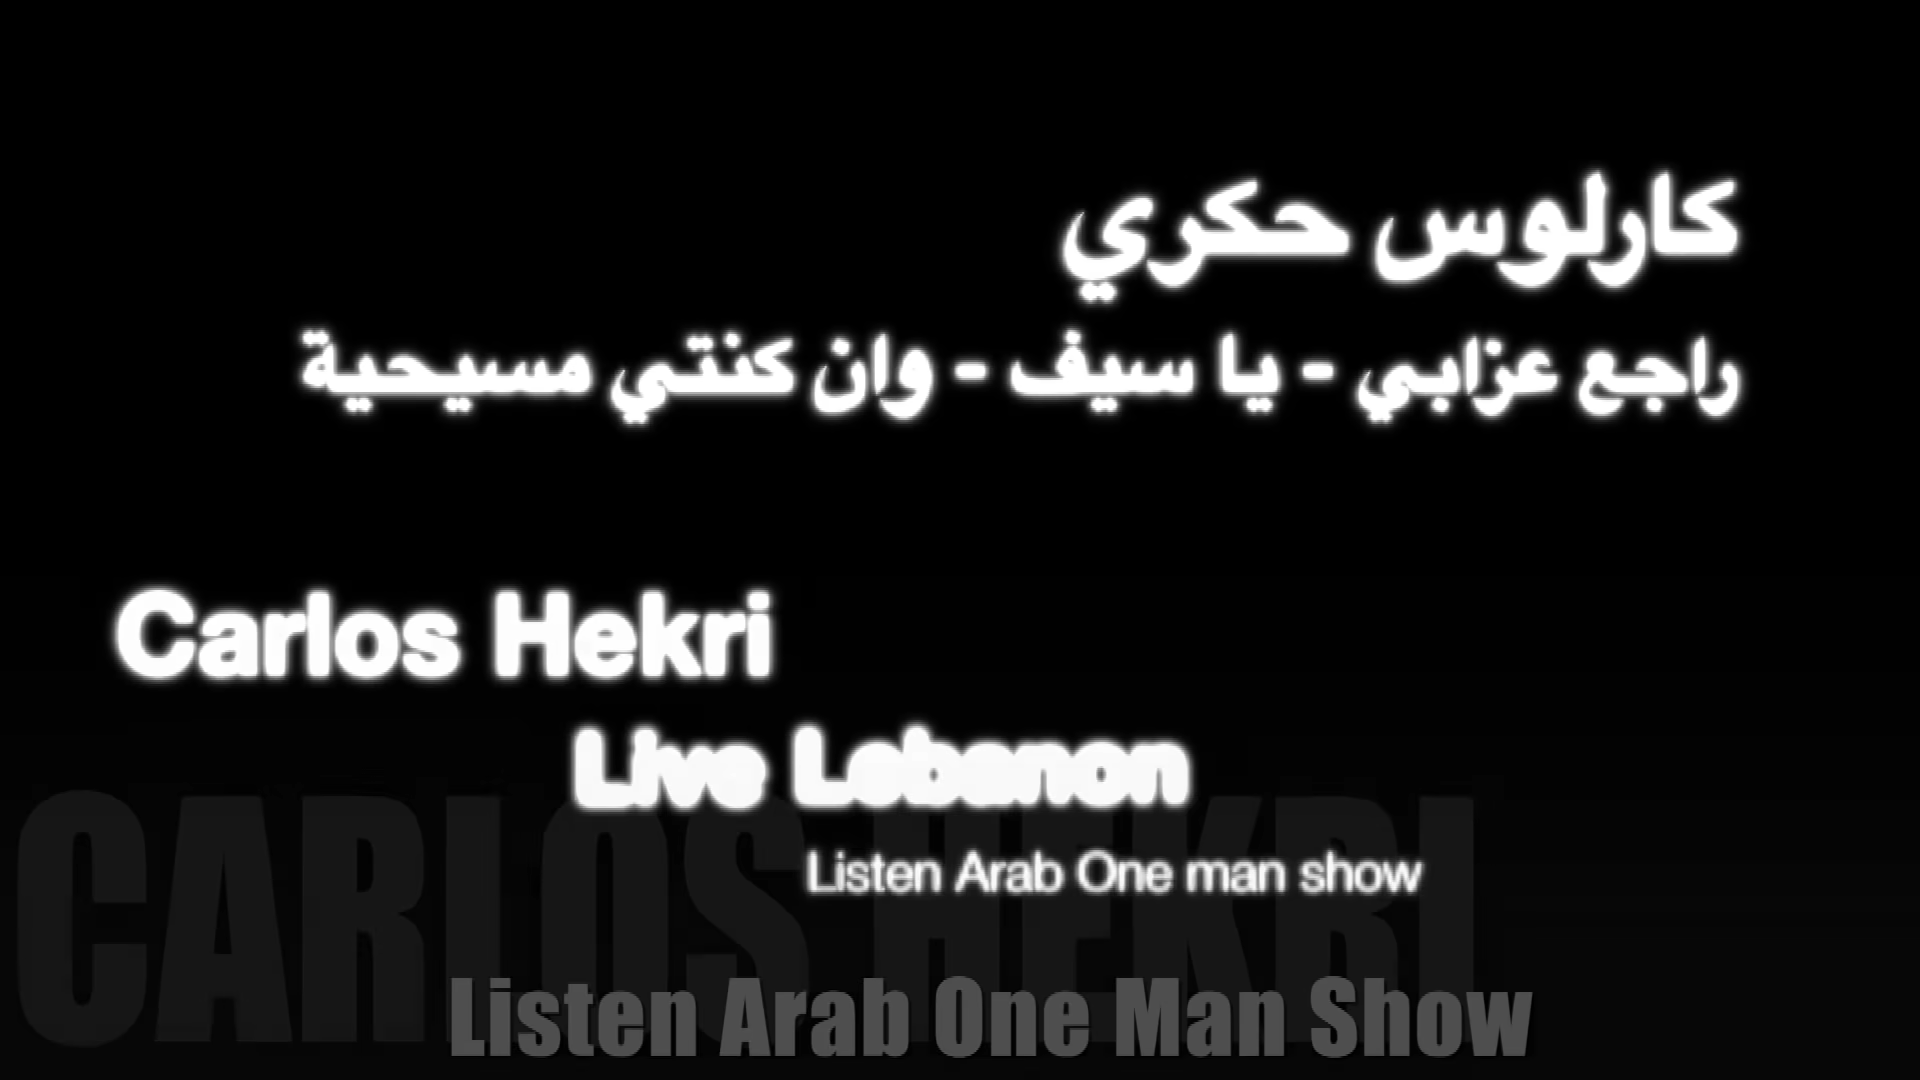 كارلوس حكري
راجع عزابي - يا سيف - وان كنتي مسيحية
Carlos Hekri
Live Lebanon
Listen Arab One man show
CARLOS HEKRI
Listen Arab One Man Show